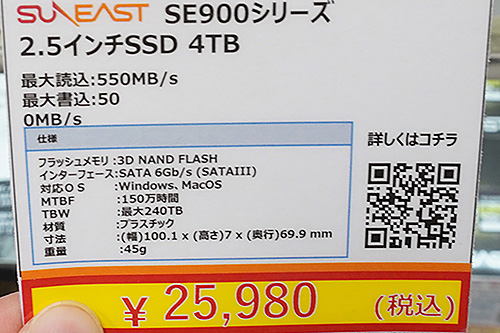 SUNEAST SE900シリーズ
2.5インチSSD 4TB
最大読込:550MB/s
最大書込:50
0MB/s
仕様
詳しくはコチラ
フラッシュメモリ:3D NAND FLASH
インターフェース:SATA 6Gb/s (SATAIII)
対応OS:Windows、MacOS
MTBF:150万時間
TBW:最大240TB
材質:プラスチック
寸法:(幅)100.1 x (高さ)7 x (奥行)69.9 mm
重量:45g
¥ 25,980 (税込)